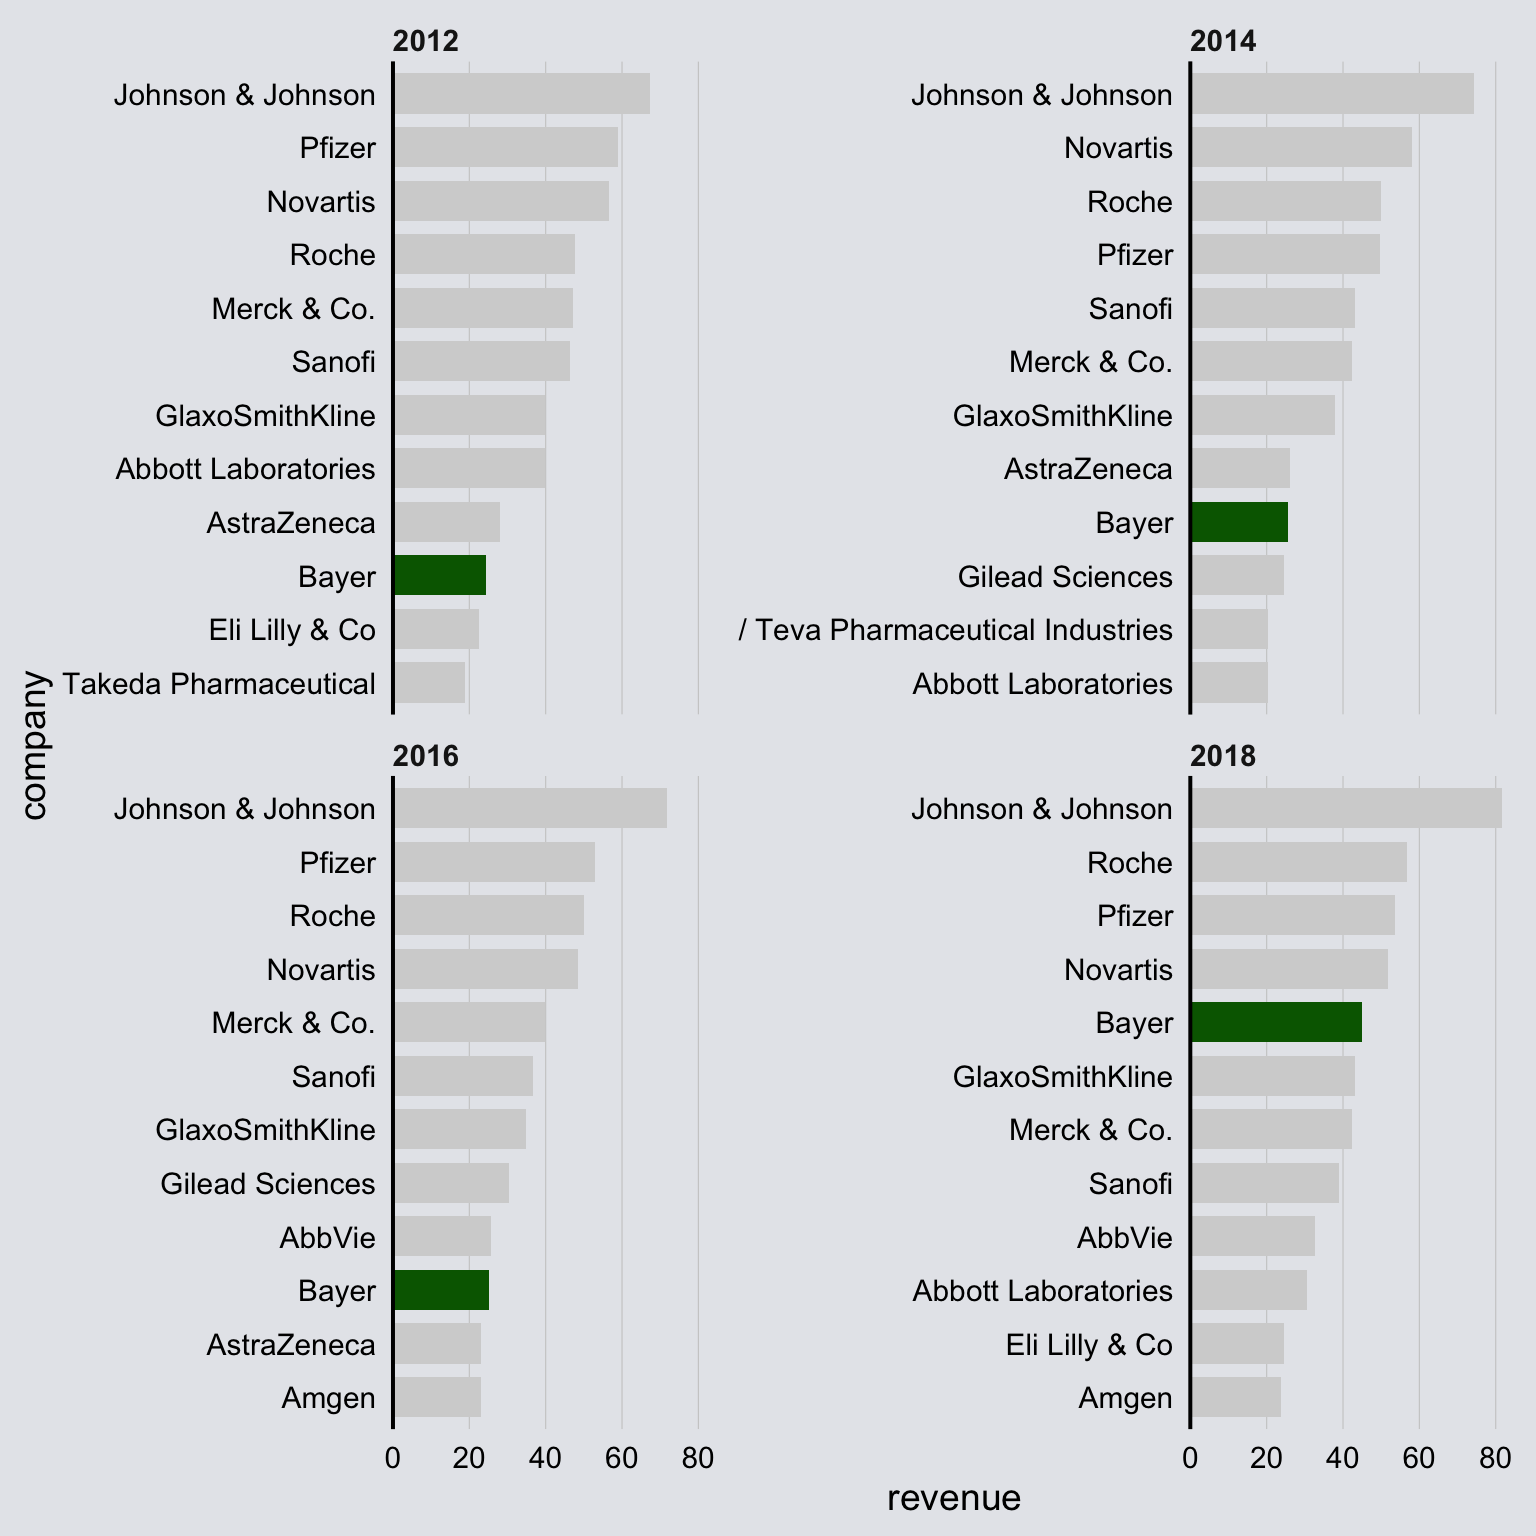 2012
Johnson & Johnson
Pfizer
Novartis
Roche
Merck & Co.
Sanofi
GlaxoSmithKline
Abbott Laboratories
AstraZeneca
Bayer
Eli Lilly & Co
Takeda Pharmaceutical
2014
Johnson & Johnson
Novartis
Roche
Pfizer
Sanofi
Merck & Co.
GlaxoSmithKline
AstraZeneca
Bayer
Gilead Sciences
/ Teva Pharmaceutical Industries
Abbott Laboratories
company
2016
Johnson & Johnson
Pfizer
Roche
Novartis
Merck & Co.
Sanofi
GlaxoSmithKline
Gilead Sciences
AbbVie
Bayer
AstraZeneca
Amgen
0 20 40 60 80
2018
Johnson & Johnson
Roche
Pfizer
Novartis
Bayer
GlaxoSmithKline
Merck & Co.
Sanofi
AbbVie
Abbott Laboratories
Eli Lilly & Co
Amgen
0 20 40 60 80
revenue